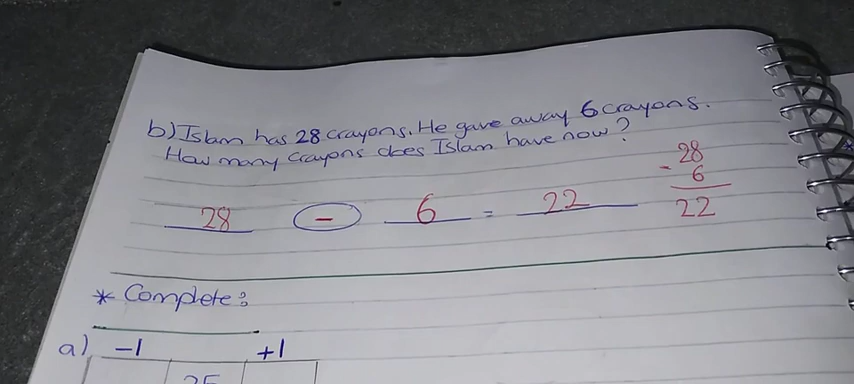 b) Islam has 28 crayons. He gave away 6 crayons.
How many crayons does Islam have now?
28 - 6 = 22
28
- 6
22
* Complete:
a) -1 +1
25